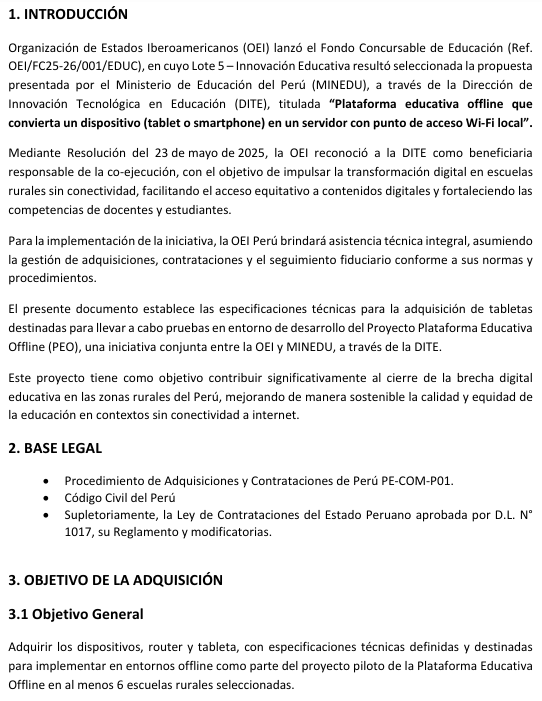 1. INTRODUCCIÓN
Organización de Estados Iberoamericanos (OEI) lanzó el Fondo Concursable de Educación (Ref.
OEI/FC25-26/001/EDUC), en cuyo Lote 5 – Innovación Educativa resultó seleccionada la propuesta
presentada por el Ministerio de Educación del Perú (MINEDU), a través de la Dirección de
Innovación Tecnológica en Educación (DITE), titulada “Plataforma educativa offline que
convierta un dispositivo (tablet o smartphone) en un servidor con punto de acceso Wi-Fi local”.
Mediante Resolución del 23 de mayo de 2025, la OEI reconoció a la DITE como beneficiaria
responsable de la co-ejecución, con el objetivo de impulsar la transformación digital en escuelas
rurales sin conectividad, facilitando el acceso equitativo a contenidos digitales y fortaleciendo las
competencias de docentes y estudiantes.
Para la implementación de la iniciativa, la OEI Perú brindará asistencia técnica integral, asumiendo
la gestión de adquisiciones, contrataciones y el seguimiento fiduciario conforme a sus normas y
procedimientos.
El presente documento establece las especificaciones técnicas para la adquisición de tabletas
destinadas para llevar a cabo pruebas en entorno de desarrollo del Proyecto Plataforma Educativa
Offline (PEO), una iniciativa conjunta entre la OEI y MINEDU, a través de la DITE.
Este proyecto tiene como objetivo contribuir significativamente al cierre de la brecha digital
educativa en las zonas rurales del Perú, mejorando de manera sostenible la calidad y equidad de
la educación en contextos sin conectividad a internet.
2. BASE LEGAL
• Procedimiento de Adquisiciones y Contrataciones de Perú PE-COM-P01.
• Código Civil del Perú
• Supletoriamente, la Ley de Contrataciones del Estado Peruano aprobada por D.L. N°
1017, su Reglamento y modificatorias.
3. OBJETIVO DE LA ADQUISICIÓN
3.1 Objetivo General
Adquirir los dispositivos, router y tableta, con especificaciones técnicas definidas y destinadas
para implementar en entornos offline como parte del proyecto piloto de la Plataforma Educativa
Offline en al menos 6 escuelas rurales seleccionadas.